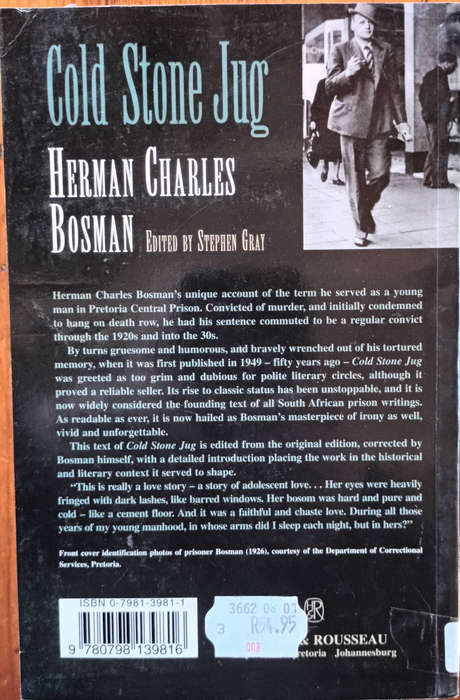 Cold Stone Jug
HERMAN CHARLES
BOSMAN EDITED BY STEPHEN GRAY
Herman Charles Bosman's unique account of the term he served as a young
man in Pretoria Central Prison. Convicted of murder, and initially condemned
to hang on death row, he had his sentence commuted to be a regular convict
through the 1920s and into the 30s.
By turns gruesome and humorous, and bravely wrenched out of his tortured
memory, when it was first published in 1949 – fifty years ago – Cold Stone Jug
was greeted as too grim and dubious for polite literary circles, although it
proved a reliable seller. Its rise to classic status has been unstoppable, and it is
now widely considered the founding text of all South African prison writings.
As readable as ever, it is now hailed as Bosman's masterpiece of irony as well,
vivid and unforgettable.
This text of Cold Stone Jug is edited from the original edition, corrected by
Bosman himself, with a detailed introduction placing the work in the historical
and literary context it served to shape.
"This is really a love story – a story of adolescent love. . . Her eyes were heavily
fringed with dark lashes, like barred windows. Her bosom was hard and pure and
cold – like a cement floor. And it was a faithful and chaste love. During all those
years of my young manhood, in whose arms did I sleep each night, but in hers?"
Front cover identification photos of prisoner Bosman (1926), courtesy of the Department of Correctional
Services, Pretoria.
ISBN 0-7981-3981-1
9 780798 139816
3662 08 01
3 R54.95
H&R
& ROUSSEAU
Johannesburg